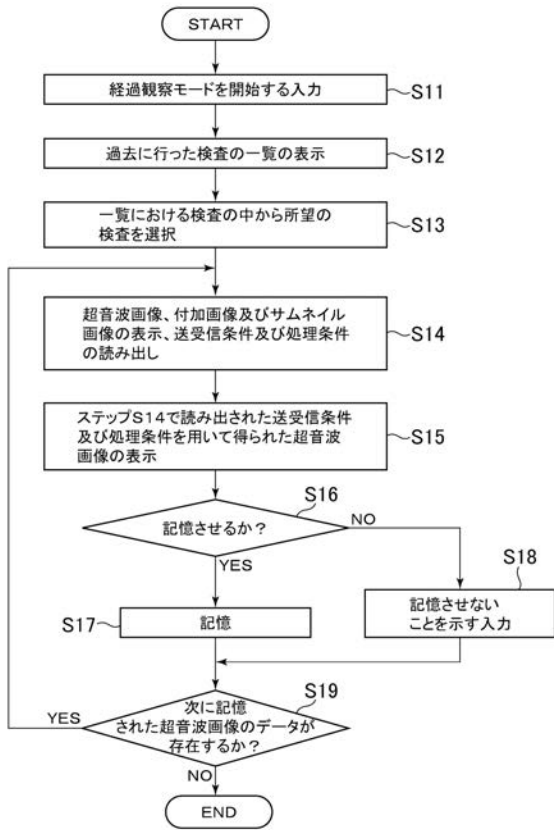 START
経過観察モードを開始する入力
S11
過去に行った検査の一覧の表示
S12
一覧における検査の中から所望の
検査を選択
S13
超音波画像、付加画像及びサムネイル
画像の表示、送受信条件及び処理条件
の読み出し
S14
ステップS14で読み出された送受信条件
及び処理条件を用いて得られた超音波
画像の表示
S15
S16
記憶させるか?
NO
YES
S18
記憶させない
ことを示す入力
S17
記憶
S19
次に記憶
された超音波画像のデータが
存在するか?
YES
NO
END